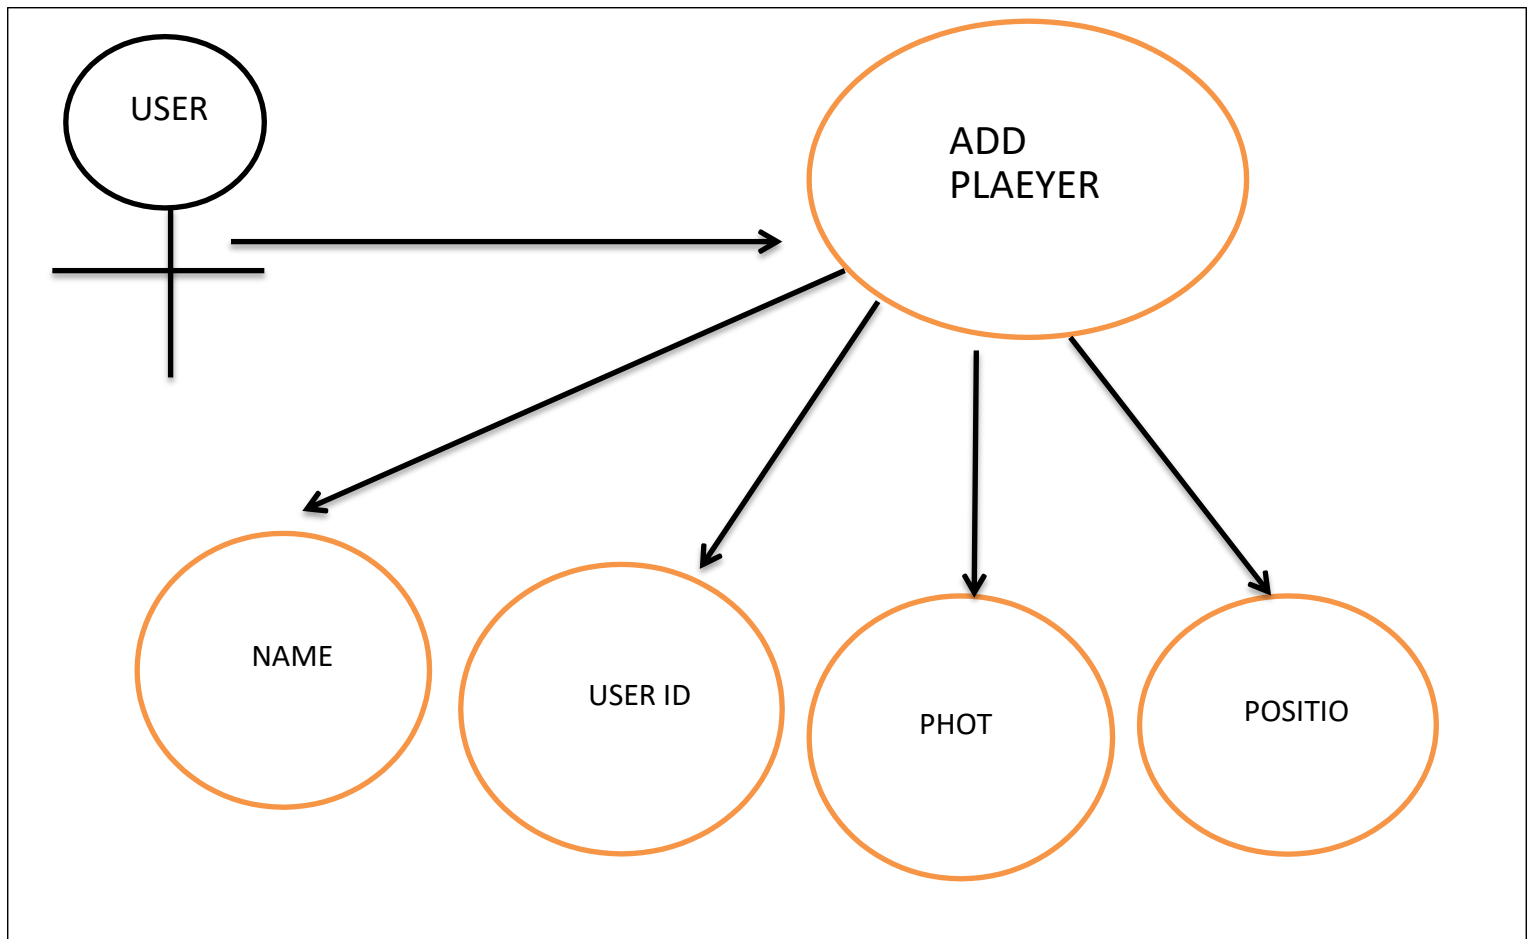 USER
ADD
PLAEYER
NAME
USER ID
PHOT
POSITIO